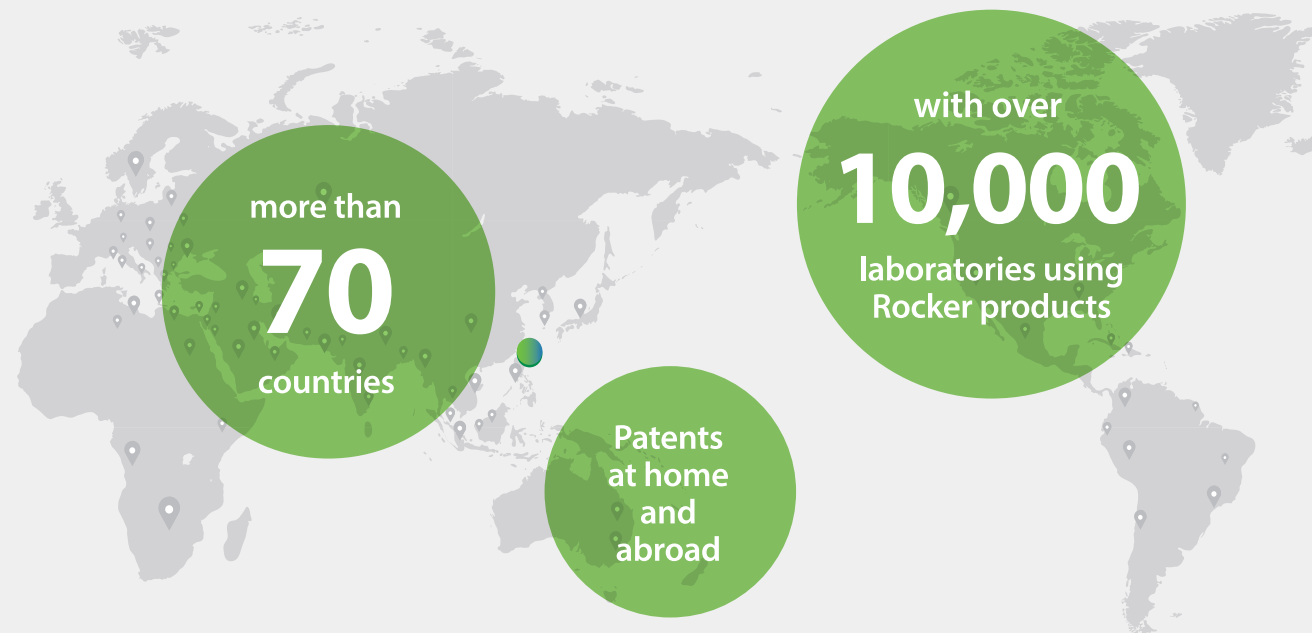 more than
70
countries
with over
10,000
laboratories using
Rocker products
Patents
at home
and
abroad